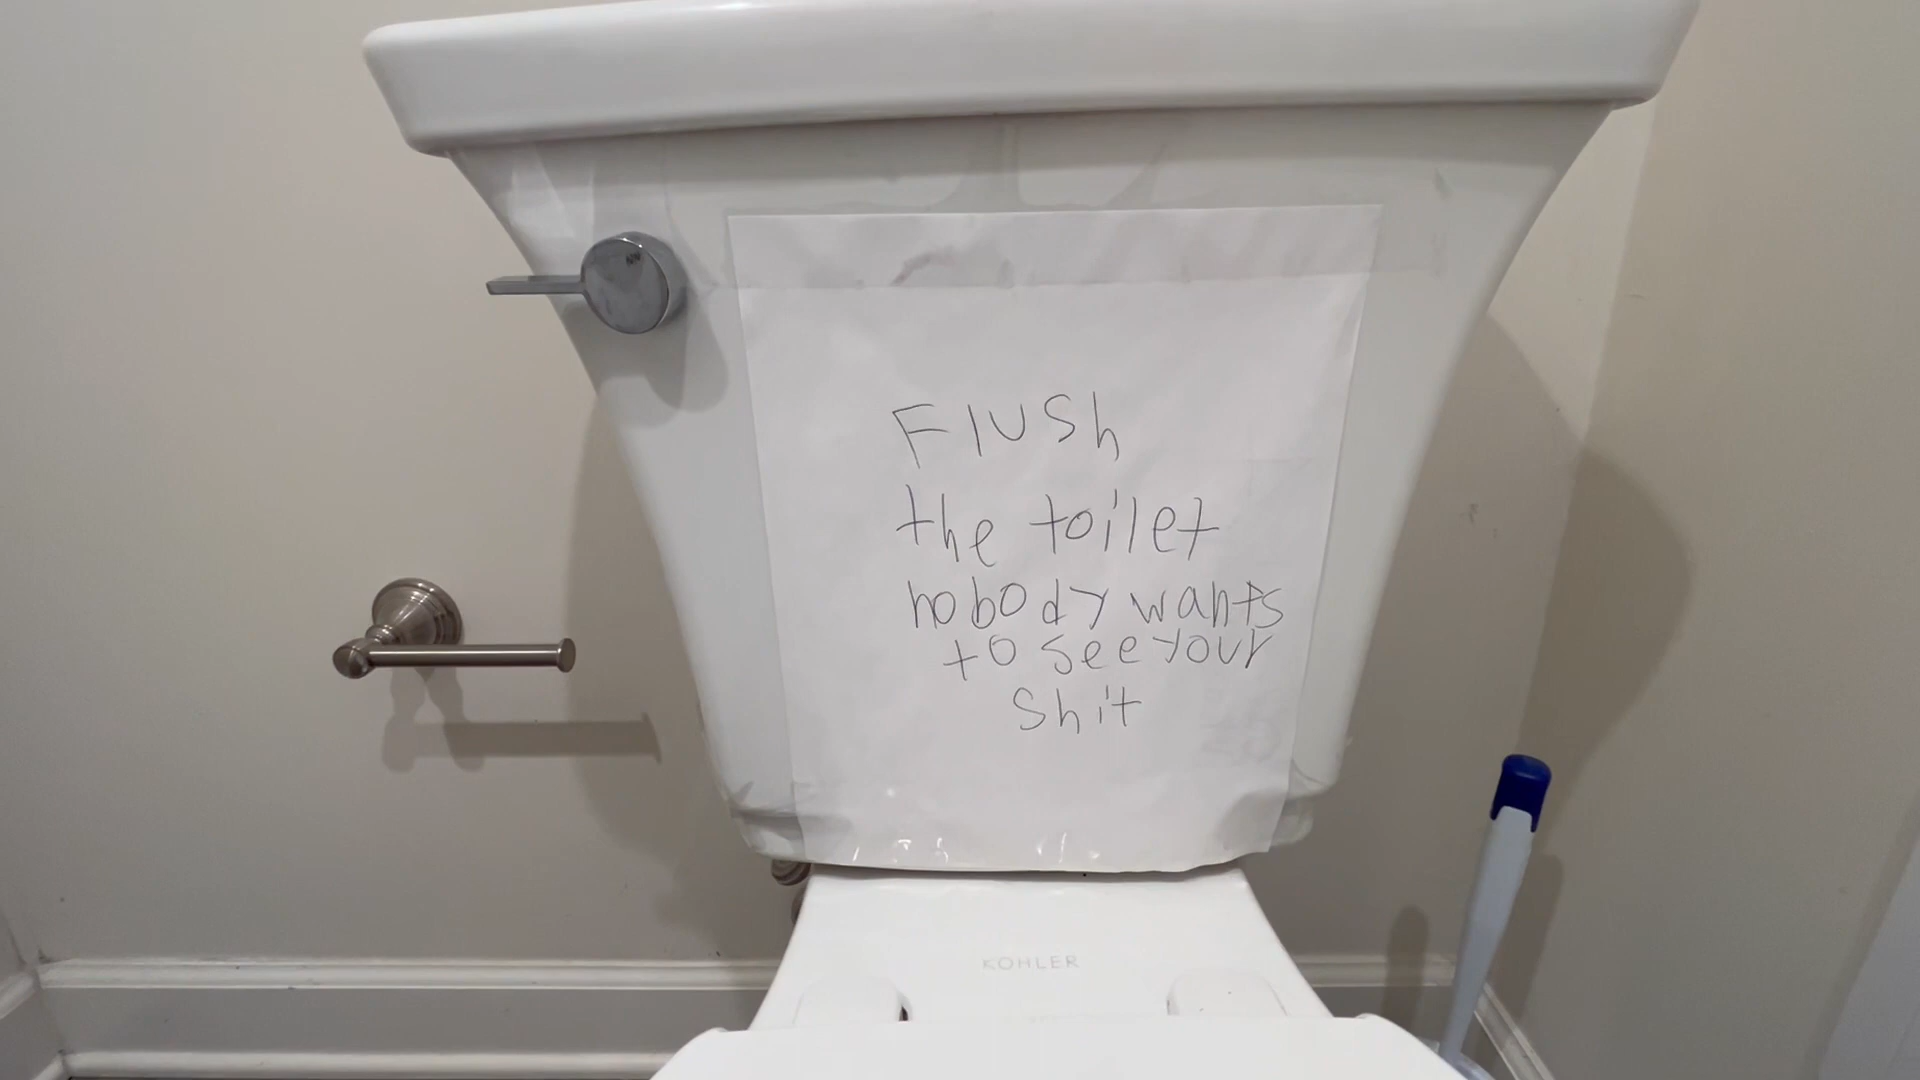 Flush
the toilet
nobody wants
to see your
Shit
KOHLER